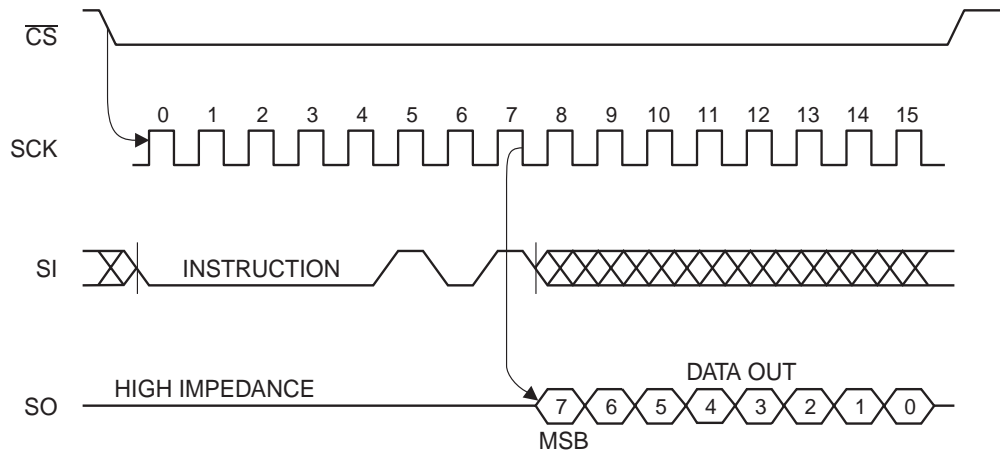 CS
0 1 2 3 4 5 6 7 8 9 10 11 12 13 14 15
SCK
SI
INSTRUCTION
DATA OUT
HIGH IMPEDANCE
SO
7 6 5 4 3 2 1 0
MSB